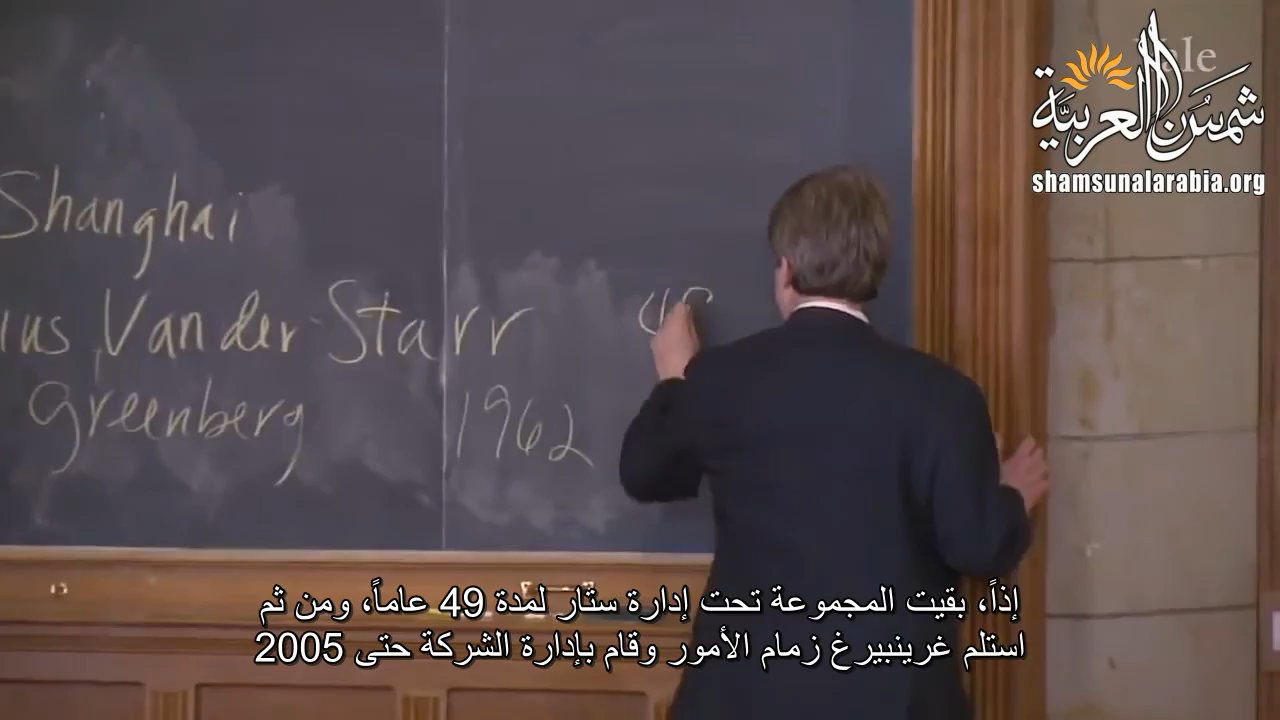 Yale
شمس العربية
shamsunalarabia.org
Shanghai
ius Van der Starr
Greenberg 1962
إذاً، بقيت المجموعة تحت إدارة ستار لمدة 49 عاماً، ومن ثم
استلم غرينبيرغ زمام الأمور وقام بإدارة الشركة حتى 2005